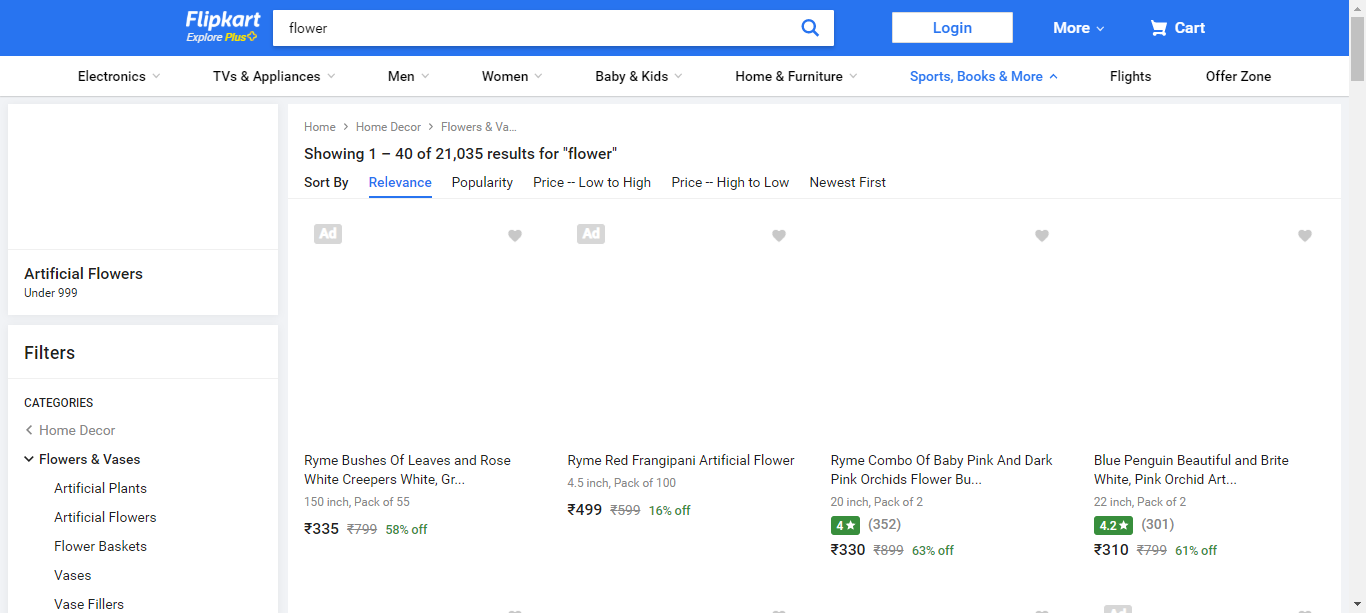 Flipkart
Explore Plus
flower
Login
More
Cart
Electronics
TVs & Appliances
Men
Women
Baby & Kids
Home & Furniture
Sports, Books & More
Flights
Offer Zone
Artificial Flowers
Under 999
Filters
CATEGORIES
Home Decor
Flowers & Vases
Artificial Plants
Artificial Flowers
Flower Baskets
Vases
Vase Fillers
Home
Home Decor
Flowers & Va...
Showing 1 – 40 of 21,035 results for "flower"
Sort By
Relevance
Popularity
Price -- Low to High
Price -- High to Low
Newest First
Ad
Ryme Bushes Of Leaves and Rose
White Creepers White, Gr...
150 inch, Pack of 55
₹335 ₹799 58% off
Ad
Ryme Red Frangipani Artificial Flower
4.5 inch, Pack of 100
₹499 ₹599 16% off
Ryme Combo Of Baby Pink And Dark
Pink Orchids Flower Bu...
20 inch, Pack of 2
4★ (352)
₹330 ₹899 63% off
Blue Penguin Beautiful and Brite
White, Pink Orchid Art...
22 inch, Pack of 2
4.2★ (301)
₹310 ₹799 61% off
Ad